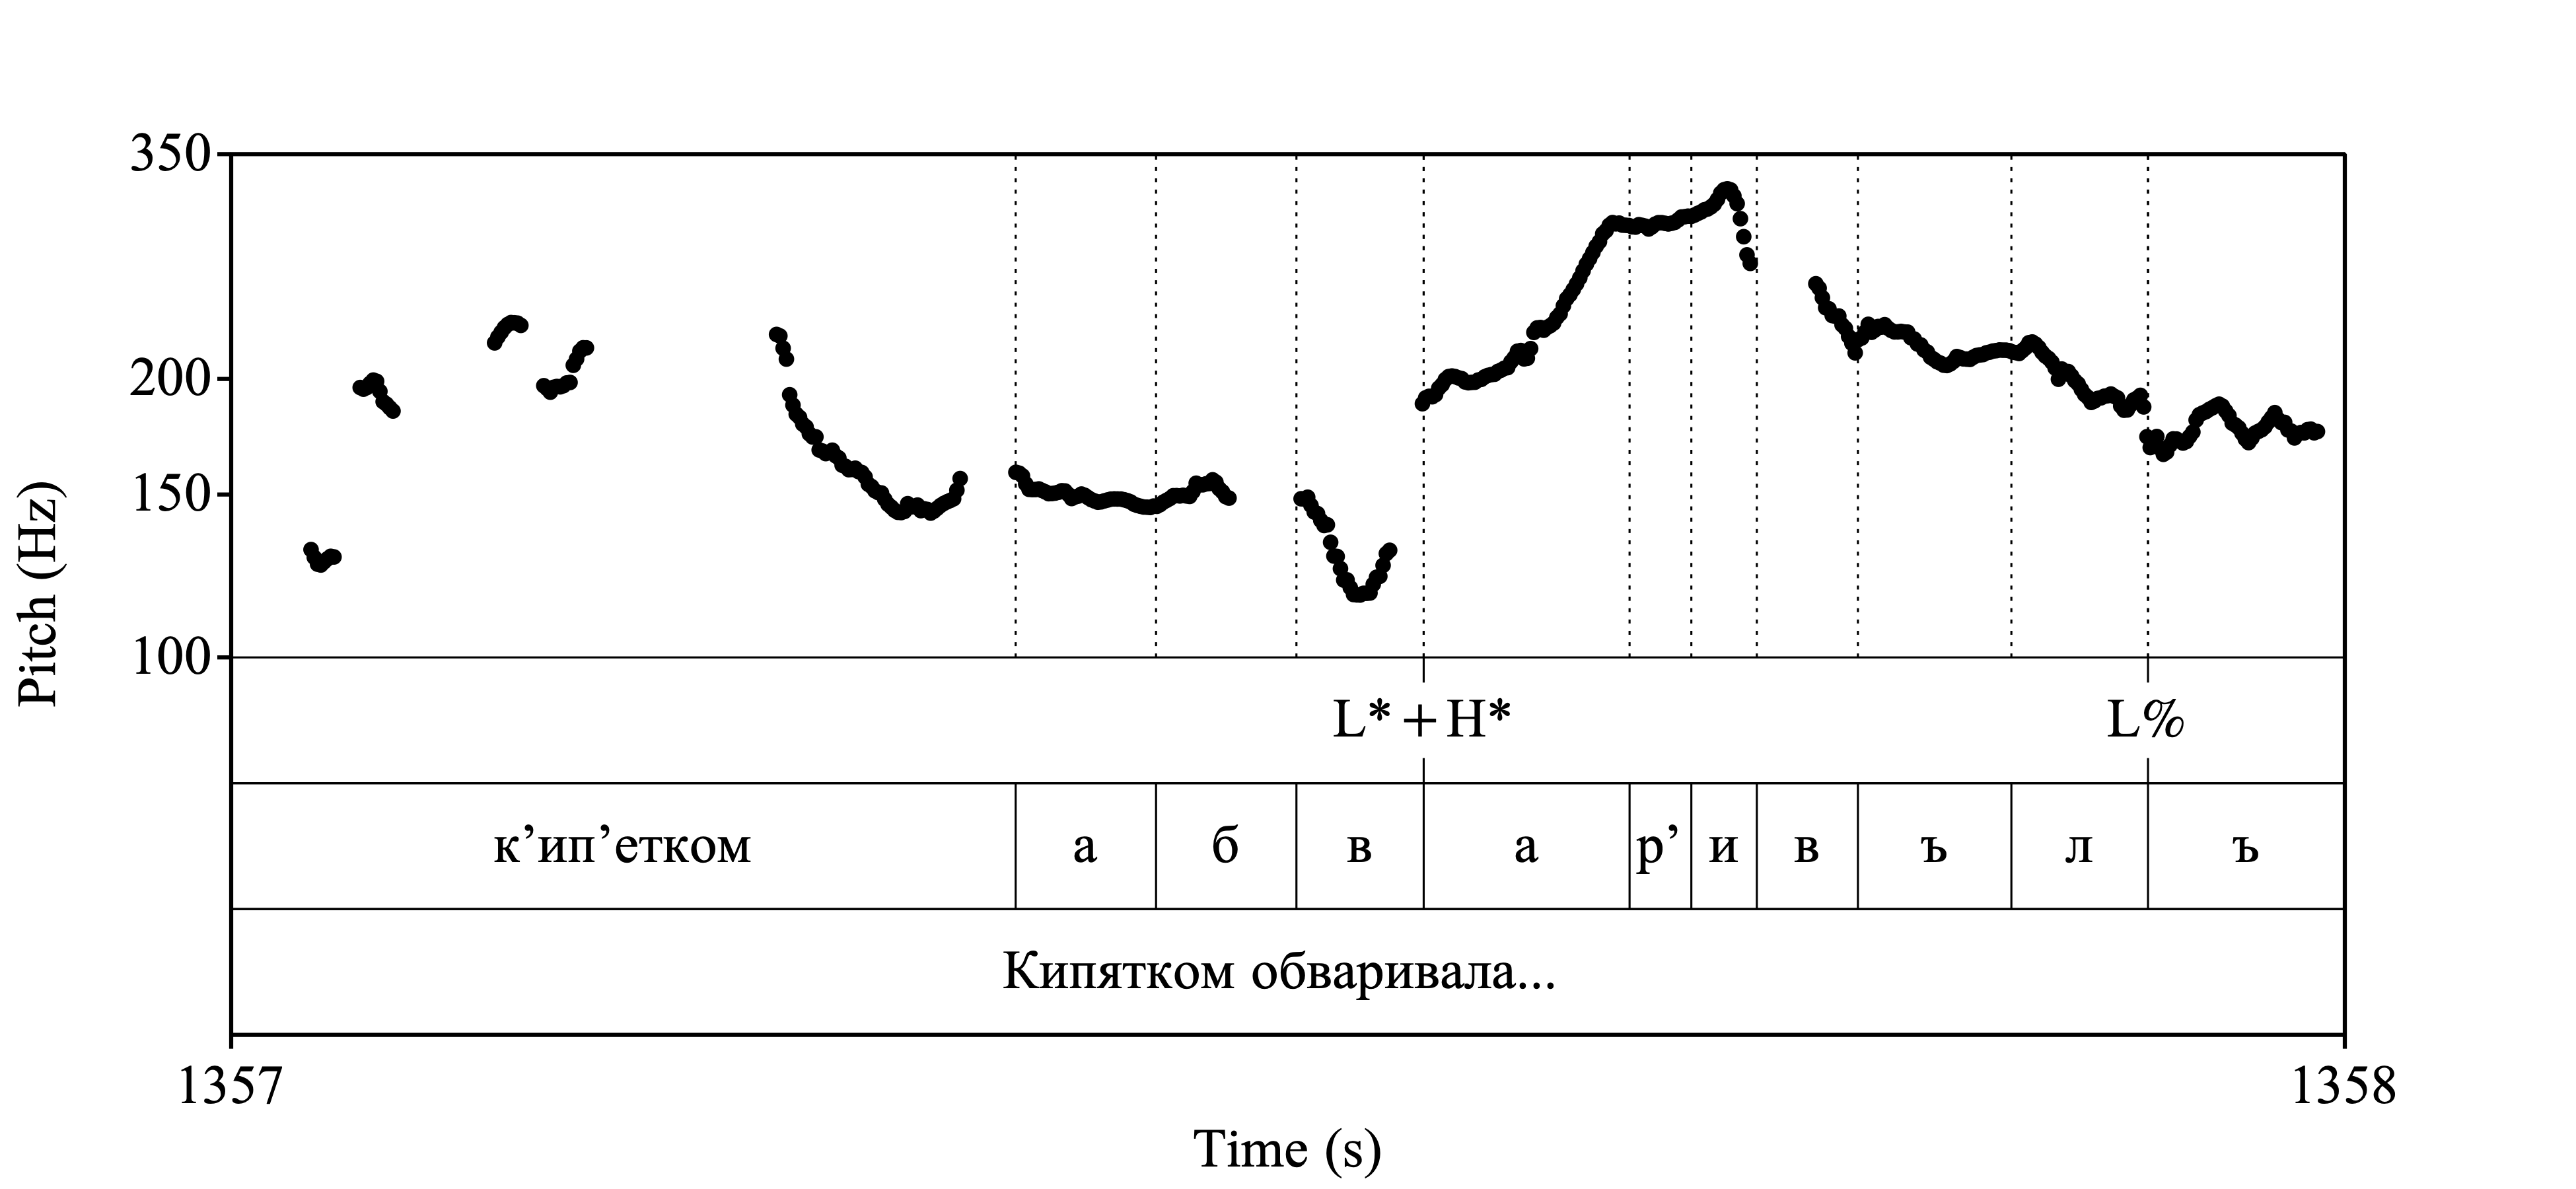 350
200
150
100
Pitch (Hz)
L* + H* L%
к’ип’етком а б в а р’ и в ъ л ъ
Кипятком обваривала...
1357 1358
Time (s)